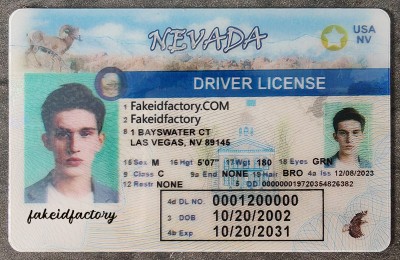 NEVADA
USA
NV
DRIVER LICENSE
1 Fakeidfactory.COM
2 Fakeidfactory
8 1 BAYSWATER CT
LAS VEGAS, NV 89145
15 Sex M 16 Hgt 5'07" 17 Wgt 180 18 Eyes GRN
9 Class C 9a End NONE 19 Hair BRO 4a Iss 12/08/2023
12 Restr NONE 5 DD 00000001972035482638​2
4d DL NO. 0001200000
3 DOB 10/20/2002
4b Exp 10/20/2031
fakeidfactory